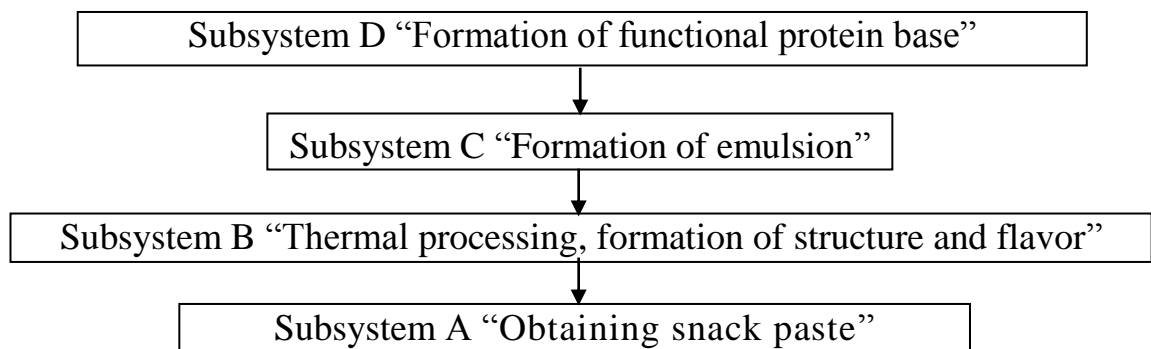 Subsystem D “Formation of functional protein base”
Subsystem C “Formation of emulsion”
Subsystem B “Thermal processing, formation of structure and flavor”
Subsystem A “Obtaining snack paste”